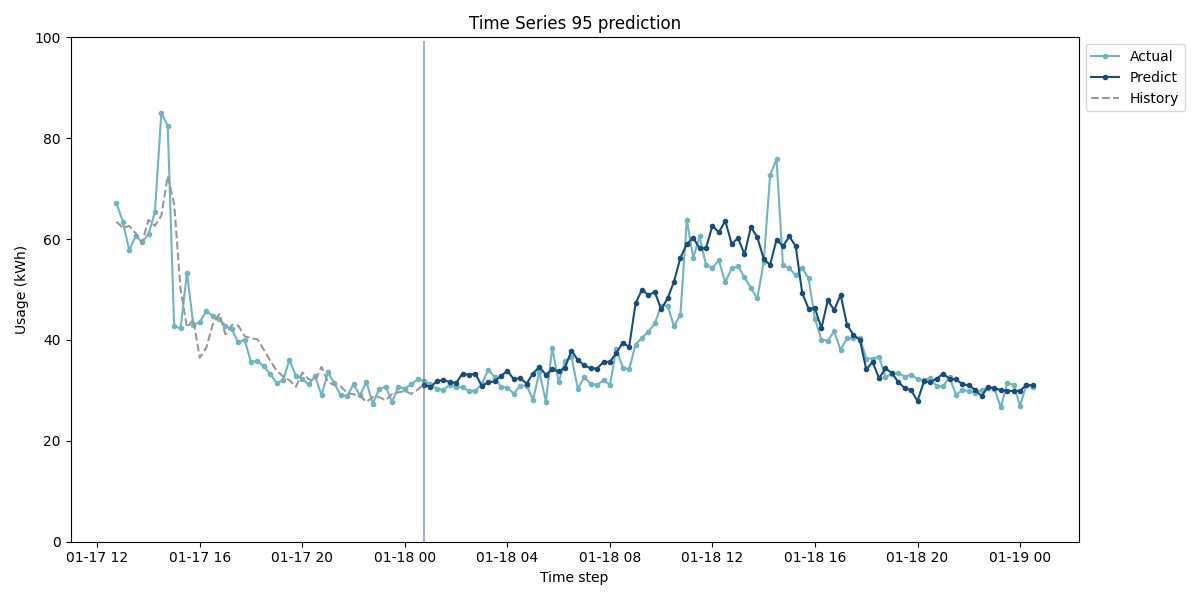 Time Series 95 prediction
Usage (kWh)
100
80
60
40
20
0
01-17 12
01-17 16
01-17 20
01-18 00
01-18 04
01-18 08
01-18 12
01-18 16
01-18 20
01-19 00
Time step
Actual
Predict
History